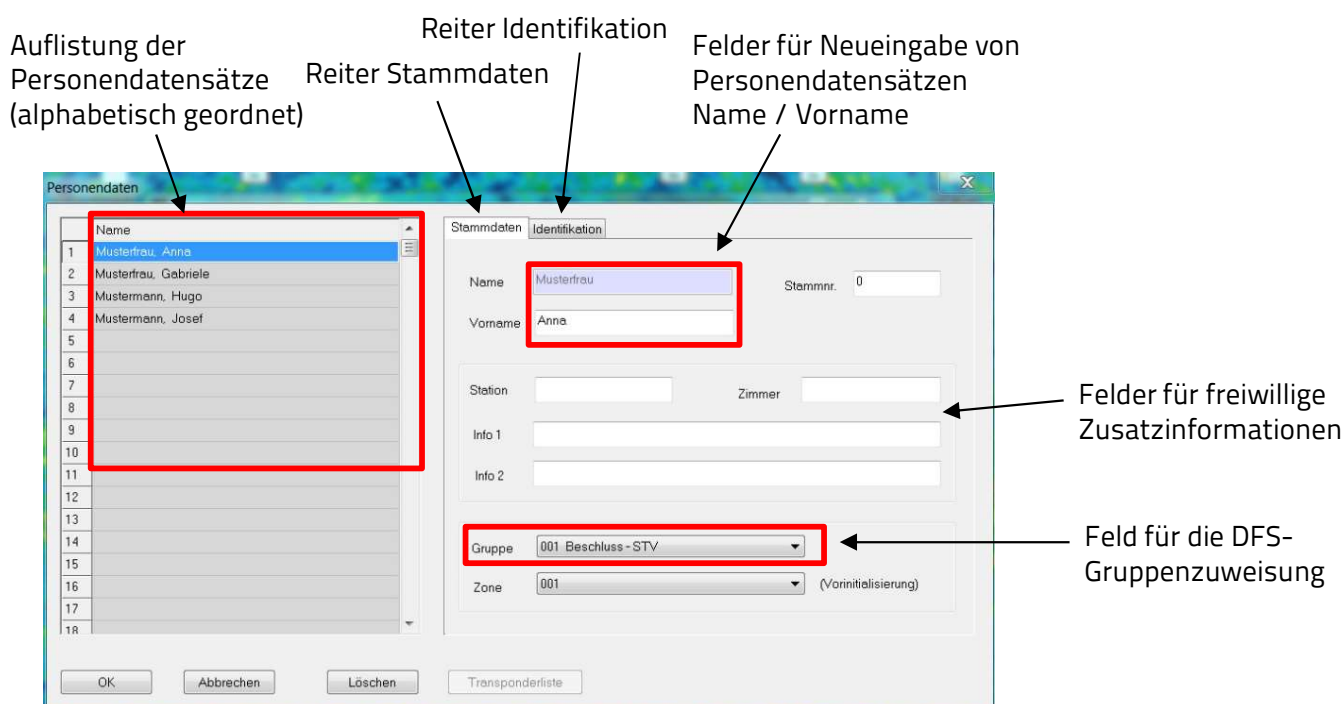 Reiter Identifikation
Auflistung der
Personendatensätze
(alphabetisch geordnet)
Reiter Stammdaten
Felder für Neueingabe von
Personendatensätzen
Name / Vorname
Personendaten
X
Name
1 Musterfrau, Anna
2 Musterfrau, Gabriele
3 Mustermann, Hugo
4 Mustermann, Josef
5
6
7
8
9
10
11
12
13
14
15
16
17
18
Stammdaten Identifikation
Name Musterfrau Stammnr. 0
Vorname Anna
Station Zimmer
Info 1
Info 2
Gruppe 001 Beschluss - STV
Zone 001 (Vorinitialisierung)
Felder für freiwillige
Zusatzinformationen
Feld für die DFS-
Gruppenzuweisung
OK Abbrechen Löschen Transponderliste